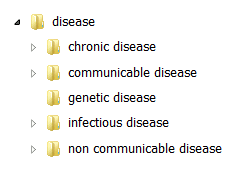 disease
chronic disease
communicable disease
genetic disease
infectious disease
non communicable disease